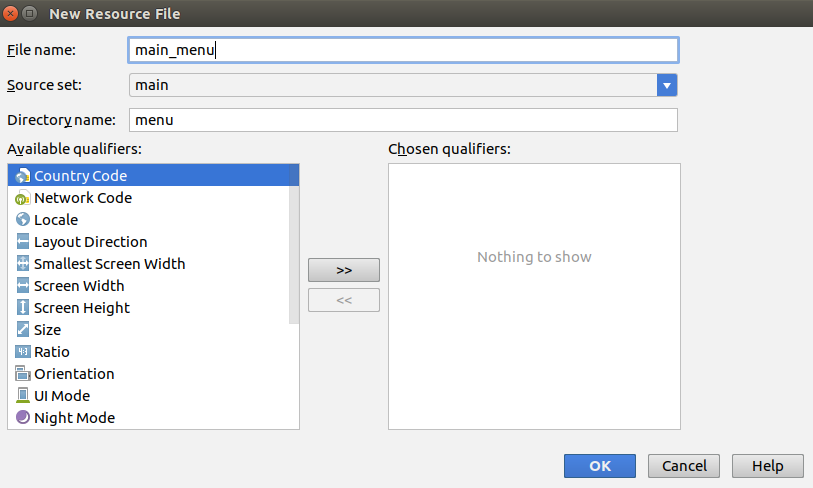 New Resource File
File name: main_menu
Source set: main
Directory name: menu
Available qualifiers: Chosen qualifiers:
Country Code
Network Code
Locale
Layout Direction
Smallest Screen Width
Screen Width
Screen Height
Size
Ratio
Orientation
UI Mode
Night Mode
>>
<<
Nothing to show
OK Cancel Help